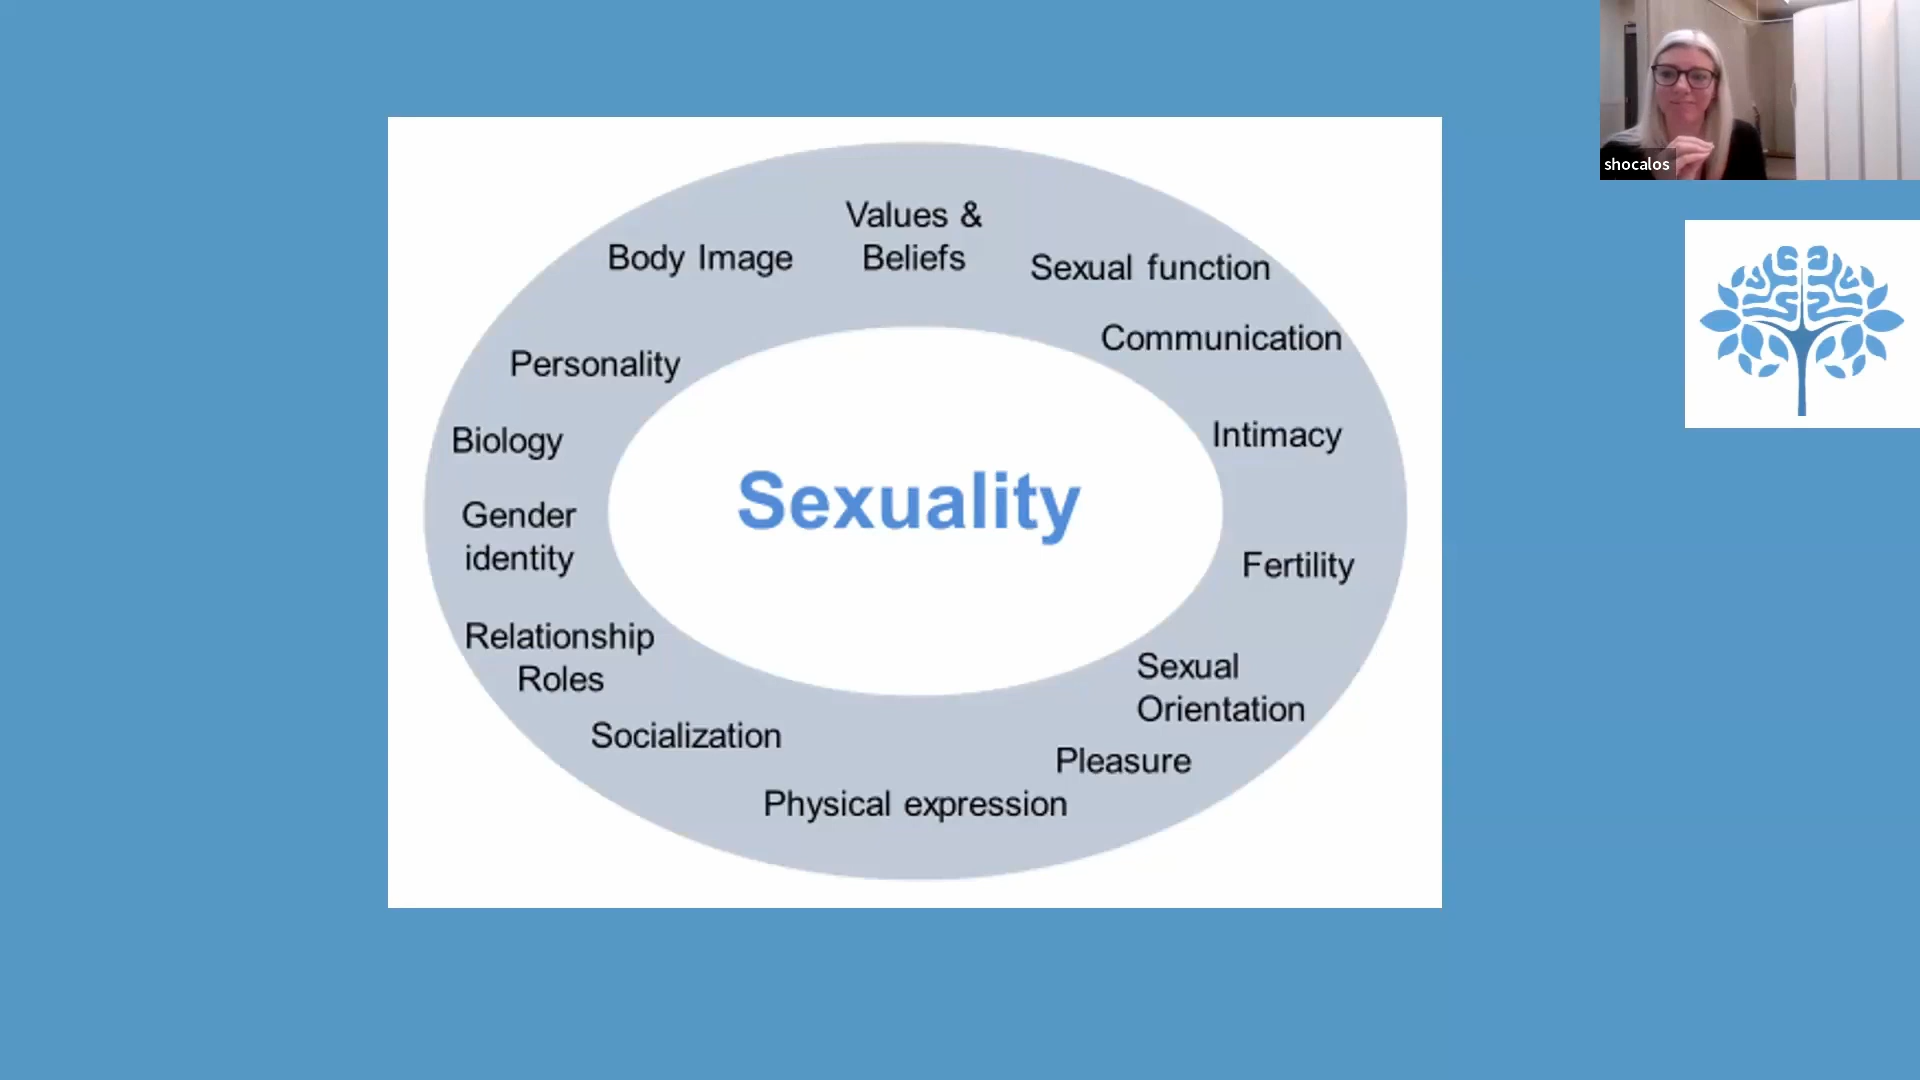 shocalos
Values &
Beliefs
Body Image
Sexual function
Communication
Personality
Intimacy
Biology
Sexuality
Gender
identity
Fertility
Relationship
Roles
Sexual
Orientation
Socialization
Pleasure
Physical expression